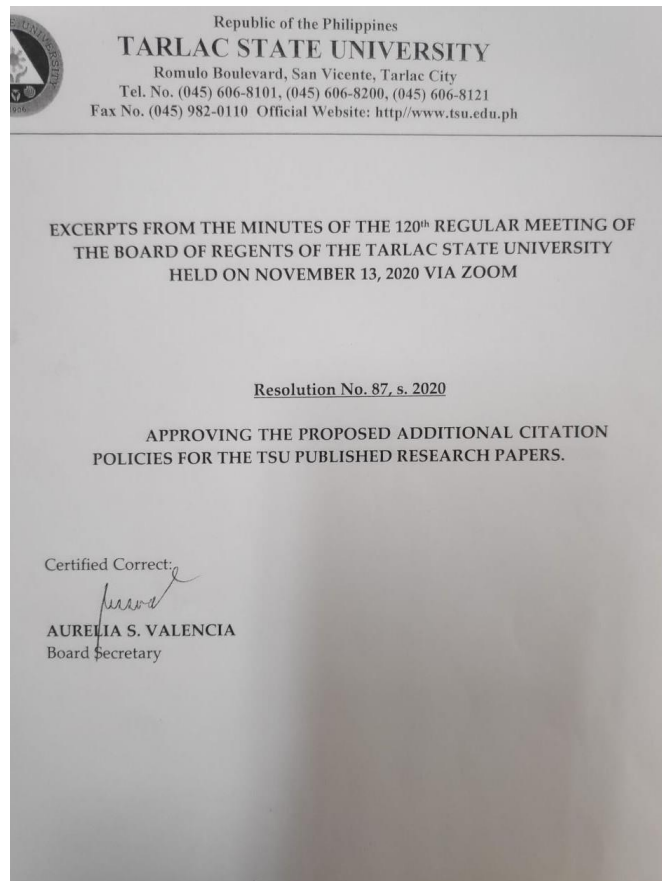 Republic of the Philippines
TARLAC STATE UNIVERSITY
Romulo Boulevard, San Vicente, Tarlac City
Tel. No. (045) 606-8101, (045) 606-8200, (045) 606-8121
Fax No. (045) 982-0110 Official Website: http//www.tsu.edu.ph
EXCERPTS FROM THE MINUTES OF THE 120th REGULAR MEETING OF
THE BOARD OF REGENTS OF THE TARLAC STATE UNIVERSITY
HELD ON NOVEMBER 13, 2020 VIA ZOOM
Resolution No. 87, s. 2020
APPROVING THE PROPOSED ADDITIONAL CITATION
POLICIES FOR THE TSU PUBLISHED RESEARCH PAPERS.
Certified Correct:
AURELIA S. VALENCIA
Board Secretary